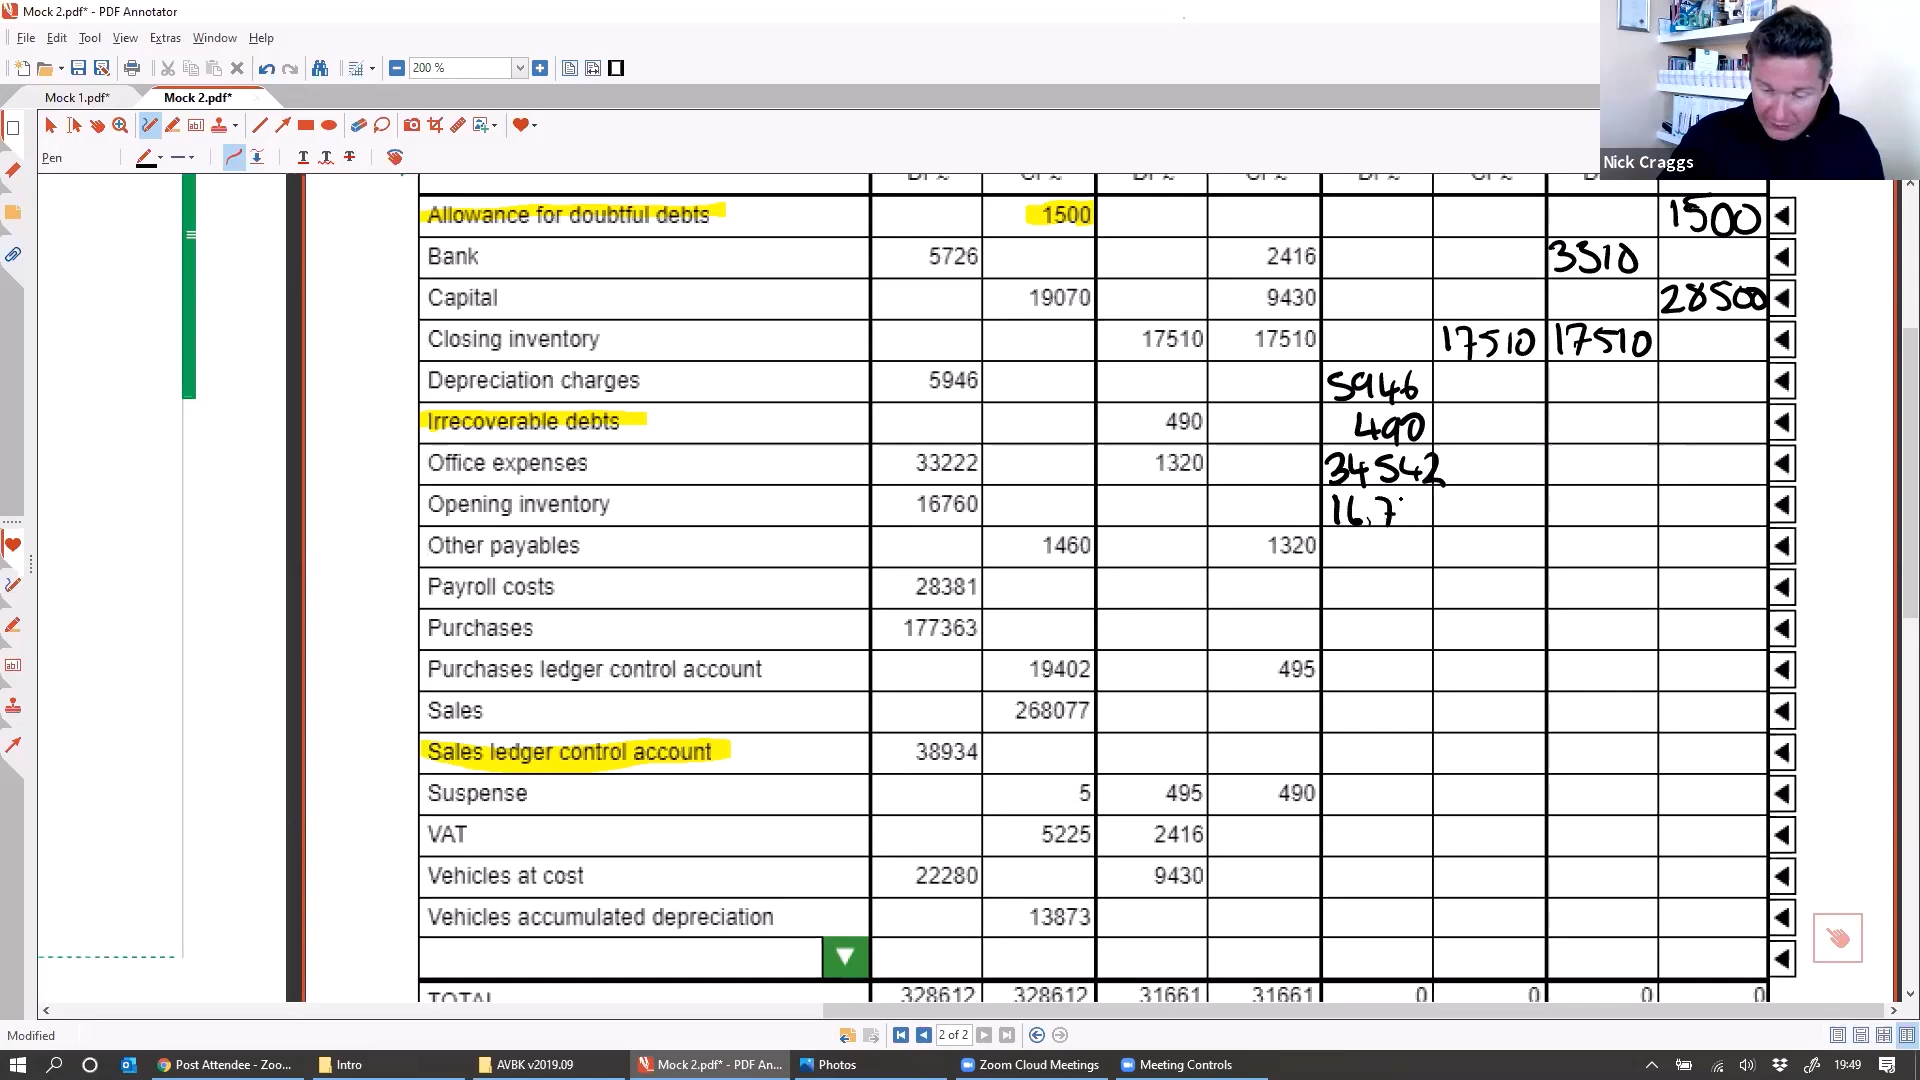 Mock 2.pdf* - PDF Annotator
File Edit Tool View Extras Window Help
200 %
Mock 1.pdf* Mock 2.pdf*
Pen
Nick Craggs
Allowance for doubtful debts 1500 1500
Bank 5726 2416 3310
Capital 19070 9430 28500
Closing inventory 17510 17510 17510 17510
Depreciation charges 5946 5946
Irrecoverable debts 490 490
Office expenses 33222 1320 34542
Opening inventory 16760 16,7
Other payables 1460 1320
Payroll costs 28381
Purchases 177363
Purchases ledger control account 19402 495
Sales 268077
Sales ledger control account 38934
Suspense 5 495 490
VAT 5225 2416
Vehicles at cost 22280 9430
Vehicles accumulated depreciation 13873
TOTAL 328612 328612 31661 31661 0 0 0 0
Modified 2 of 2
Post Attendee - Zoo... Intro AVBK v2019.09 Mock 2.pdf* - PDF An... Photos Zoom Cloud Meetings Meeting Controls 19:49